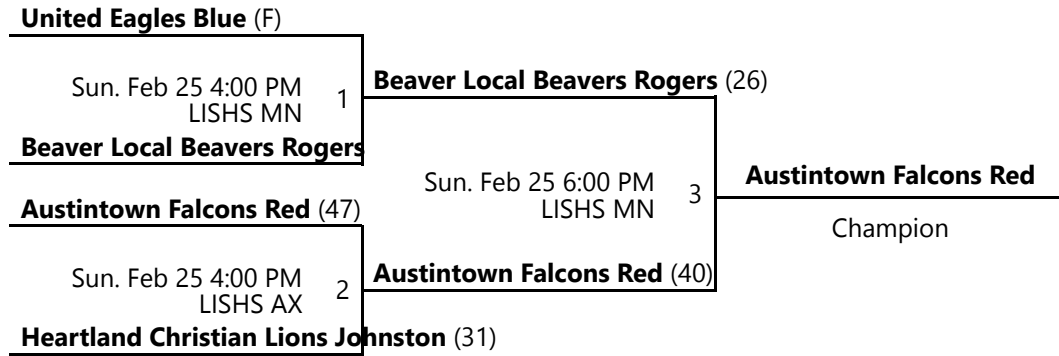 United Eagles Blue (F)
Sun. Feb 25 4:00 PM
LISHS MN
1
Beaver Local Beavers Rogers
Beaver Local Beavers Rogers (26)
Austintown Falcons Red (47)
Sun. Feb 25 4:00 PM
LISHS AX
2
Heartland Christian Lions Johnston (31)
Sun. Feb 25 6:00 PM
LISHS MN
3
Austintown Falcons Red (40)
Austintown Falcons Red
Champion